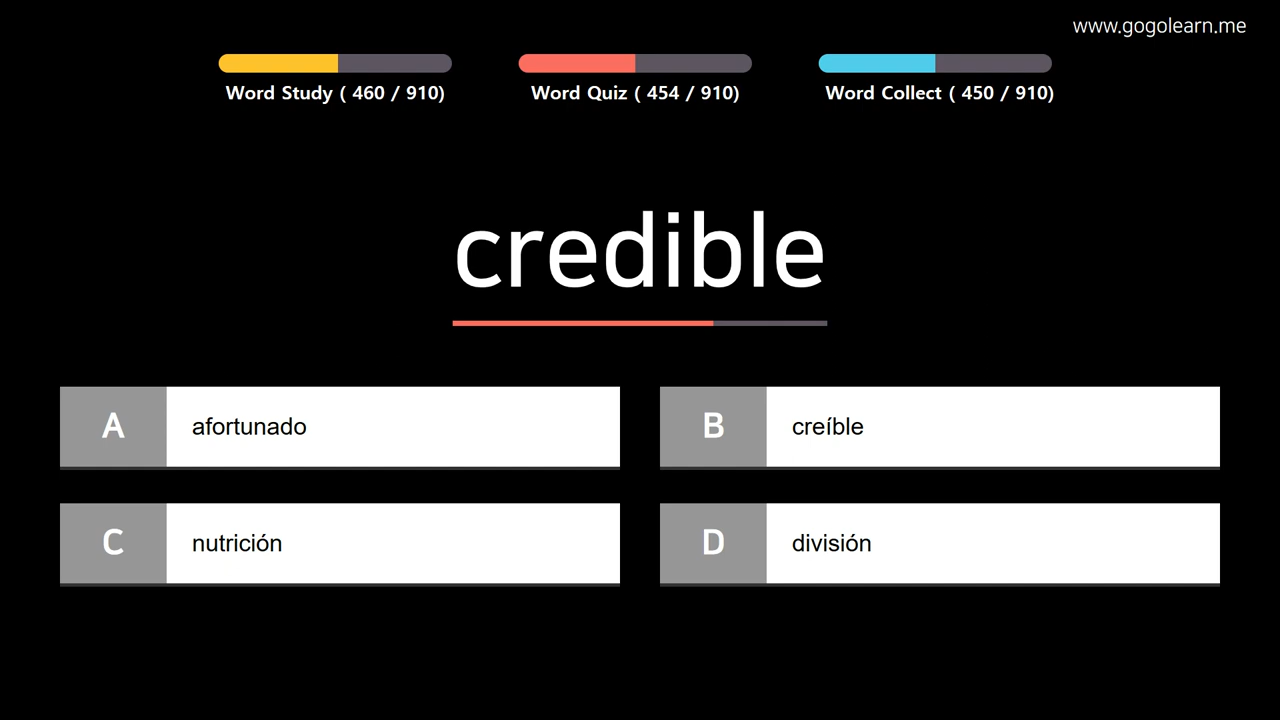 www.gogolearn.me
Word Study ( 460 / 910)
Word Quiz ( 454 / 910)
Word Collect ( 450 / 910)
credible
A afortunado
B creíble
C nutrición
D división